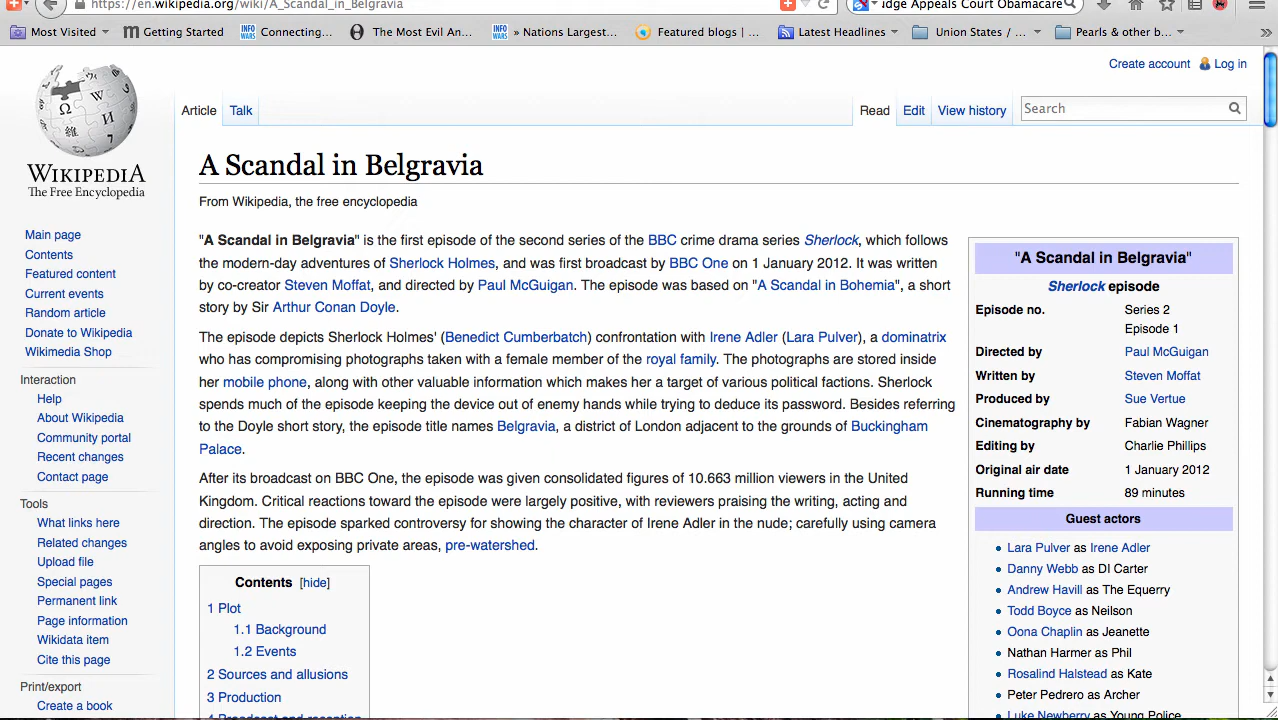 https://en.wikipedia.org/wiki/A_Scandal_in_Belgravia
idge Appeals Court Obamacare
Most Visited
Getting Started
INFO WARS Connecting...
The Most Evil An...
INFO WARS » Nations Largest...
Featured blogs | ...
Latest Headlines
Union States / ...
Pearls & other b...
Create account
Log in
Article
Talk
Read
Edit
View history
Search
WIKIPEDIA
The Free Encyclopedia
Main page
Contents
Featured content
Current events
Random article
Donate to Wikipedia
Wikimedia Shop
Interaction
Help
About Wikipedia
Community portal
Recent changes
Contact page
Tools
What links here
Related changes
Upload file
Special pages
Permanent link
Page information
Wikidata item
Cite this page
Print/export
Create a book
A Scandal in Belgravia
From Wikipedia, the free encyclopedia
"A Scandal in Belgravia" is the first episode of the second series of the BBC crime drama series Sherlock, which follows
the modern-day adventures of Sherlock Holmes, and was first broadcast by BBC One on 1 January 2012. It was written
by co-creator Steven Moffat, and directed by Paul McGuigan. The episode was based on "A Scandal in Bohemia", a short
story by Sir Arthur Conan Doyle.
The episode depicts Sherlock Holmes' (Benedict Cumberbatch) confrontation with Irene Adler (Lara Pulver), a dominatrix
who has compromising photographs taken with a female member of the royal family. The photographs are stored inside
her mobile phone, along with other valuable information which makes her a target of various political factions. Sherlock
spends much of the episode keeping the device out of enemy hands while trying to deduce its password. Besides referring
to the Doyle short story, the episode title names Belgravia, a district of London adjacent to the grounds of Buckingham
Palace.
After its broadcast on BBC One, the episode was given consolidated figures of 10.663 million viewers in the United
Kingdom. Critical reactions toward the episode were largely positive, with reviewers praising the writing, acting and
direction. The episode sparked controversy for showing the character of Irene Adler in the nude; carefully using camera
angles to avoid exposing private areas, pre-watershed.
Contents [hide]
1 Plot
1.1 Background
1.2 Events
2 Sources and allusions
3 Production
4 Broadcast and reception
"A Scandal in Belgravia"
Sherlock episode
Episode no. Series 2
Episode 1
Directed by Paul McGuigan
Written by Steven Moffat
Produced by Sue Vertue
Cinematography by Fabian Wagner
Editing by Charlie Phillips
Original air date 1 January 2012
Running time 89 minutes
Guest actors
Lara Pulver as Irene Adler
Danny Webb as DI Carter
Andrew Havill as The Equerry
Todd Boyce as Neilson
Oona Chaplin as Jeanette
Nathan Harmer as Phil
Rosalind Halstead as Kate
Peter Pedrero as Archer
Luke Newberry as Young Police